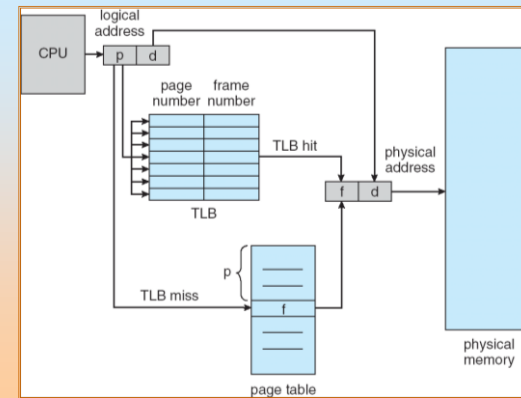 logical
address
CPU
p d
page frame
number number
TLB hit
physical
address
f d
TLB
p
TLB miss
f
physical
memory
page table